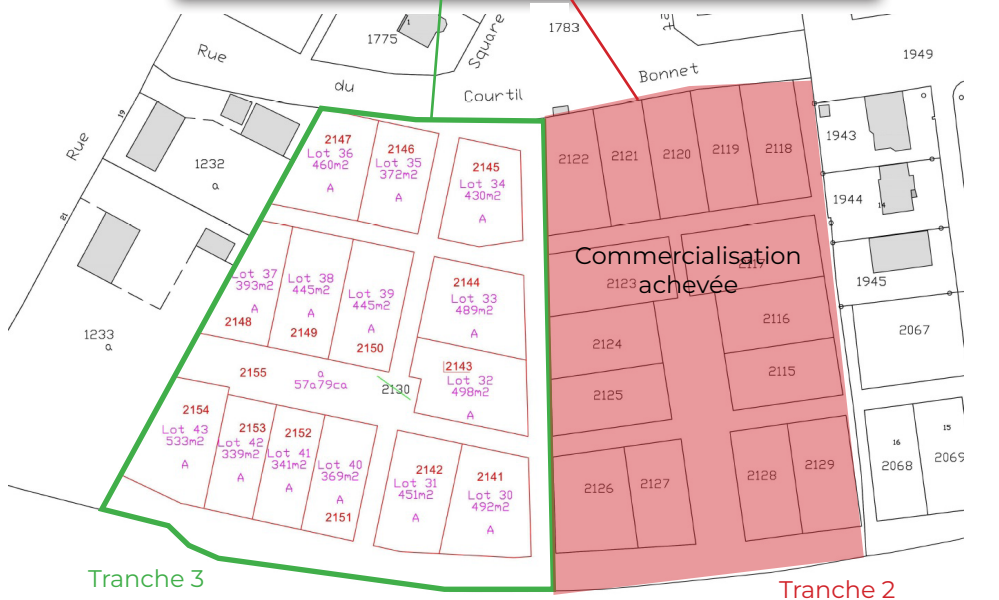 1775
1
Square
1783
1949
Rue
du
Courtil
Bonnet
Rue
19
21
1232
a
1233
a
2147
Lot 36
460m2
A
2146
Lot 35
372m2
A
2145
Lot 34
430m2
A
2122
2121
2120
2119
2118
1943
1944
14
1945
2067
Commercialisation
achevée
2117
2123
2116
2124
2115
2125
2126
2127
2128
2129
16
2068
15
2069
Lot 37
393m2
A
2148
Lot 38
445m2
A
2149
Lot 39
445m2
A
2150
2144
Lot 33
489m2
A
2143
Lot 32
498m2
A
2155
a
57a79ca
2130
2154
Lot 43
533m2
A
2153
Lot 42
339m2
A
2152
Lot 41
341m2
A
Lot 40
369m2
A
2151
2142
Lot 31
451m2
A
2141
Lot 30
492m2
A
Tranche 3
Tranche 2